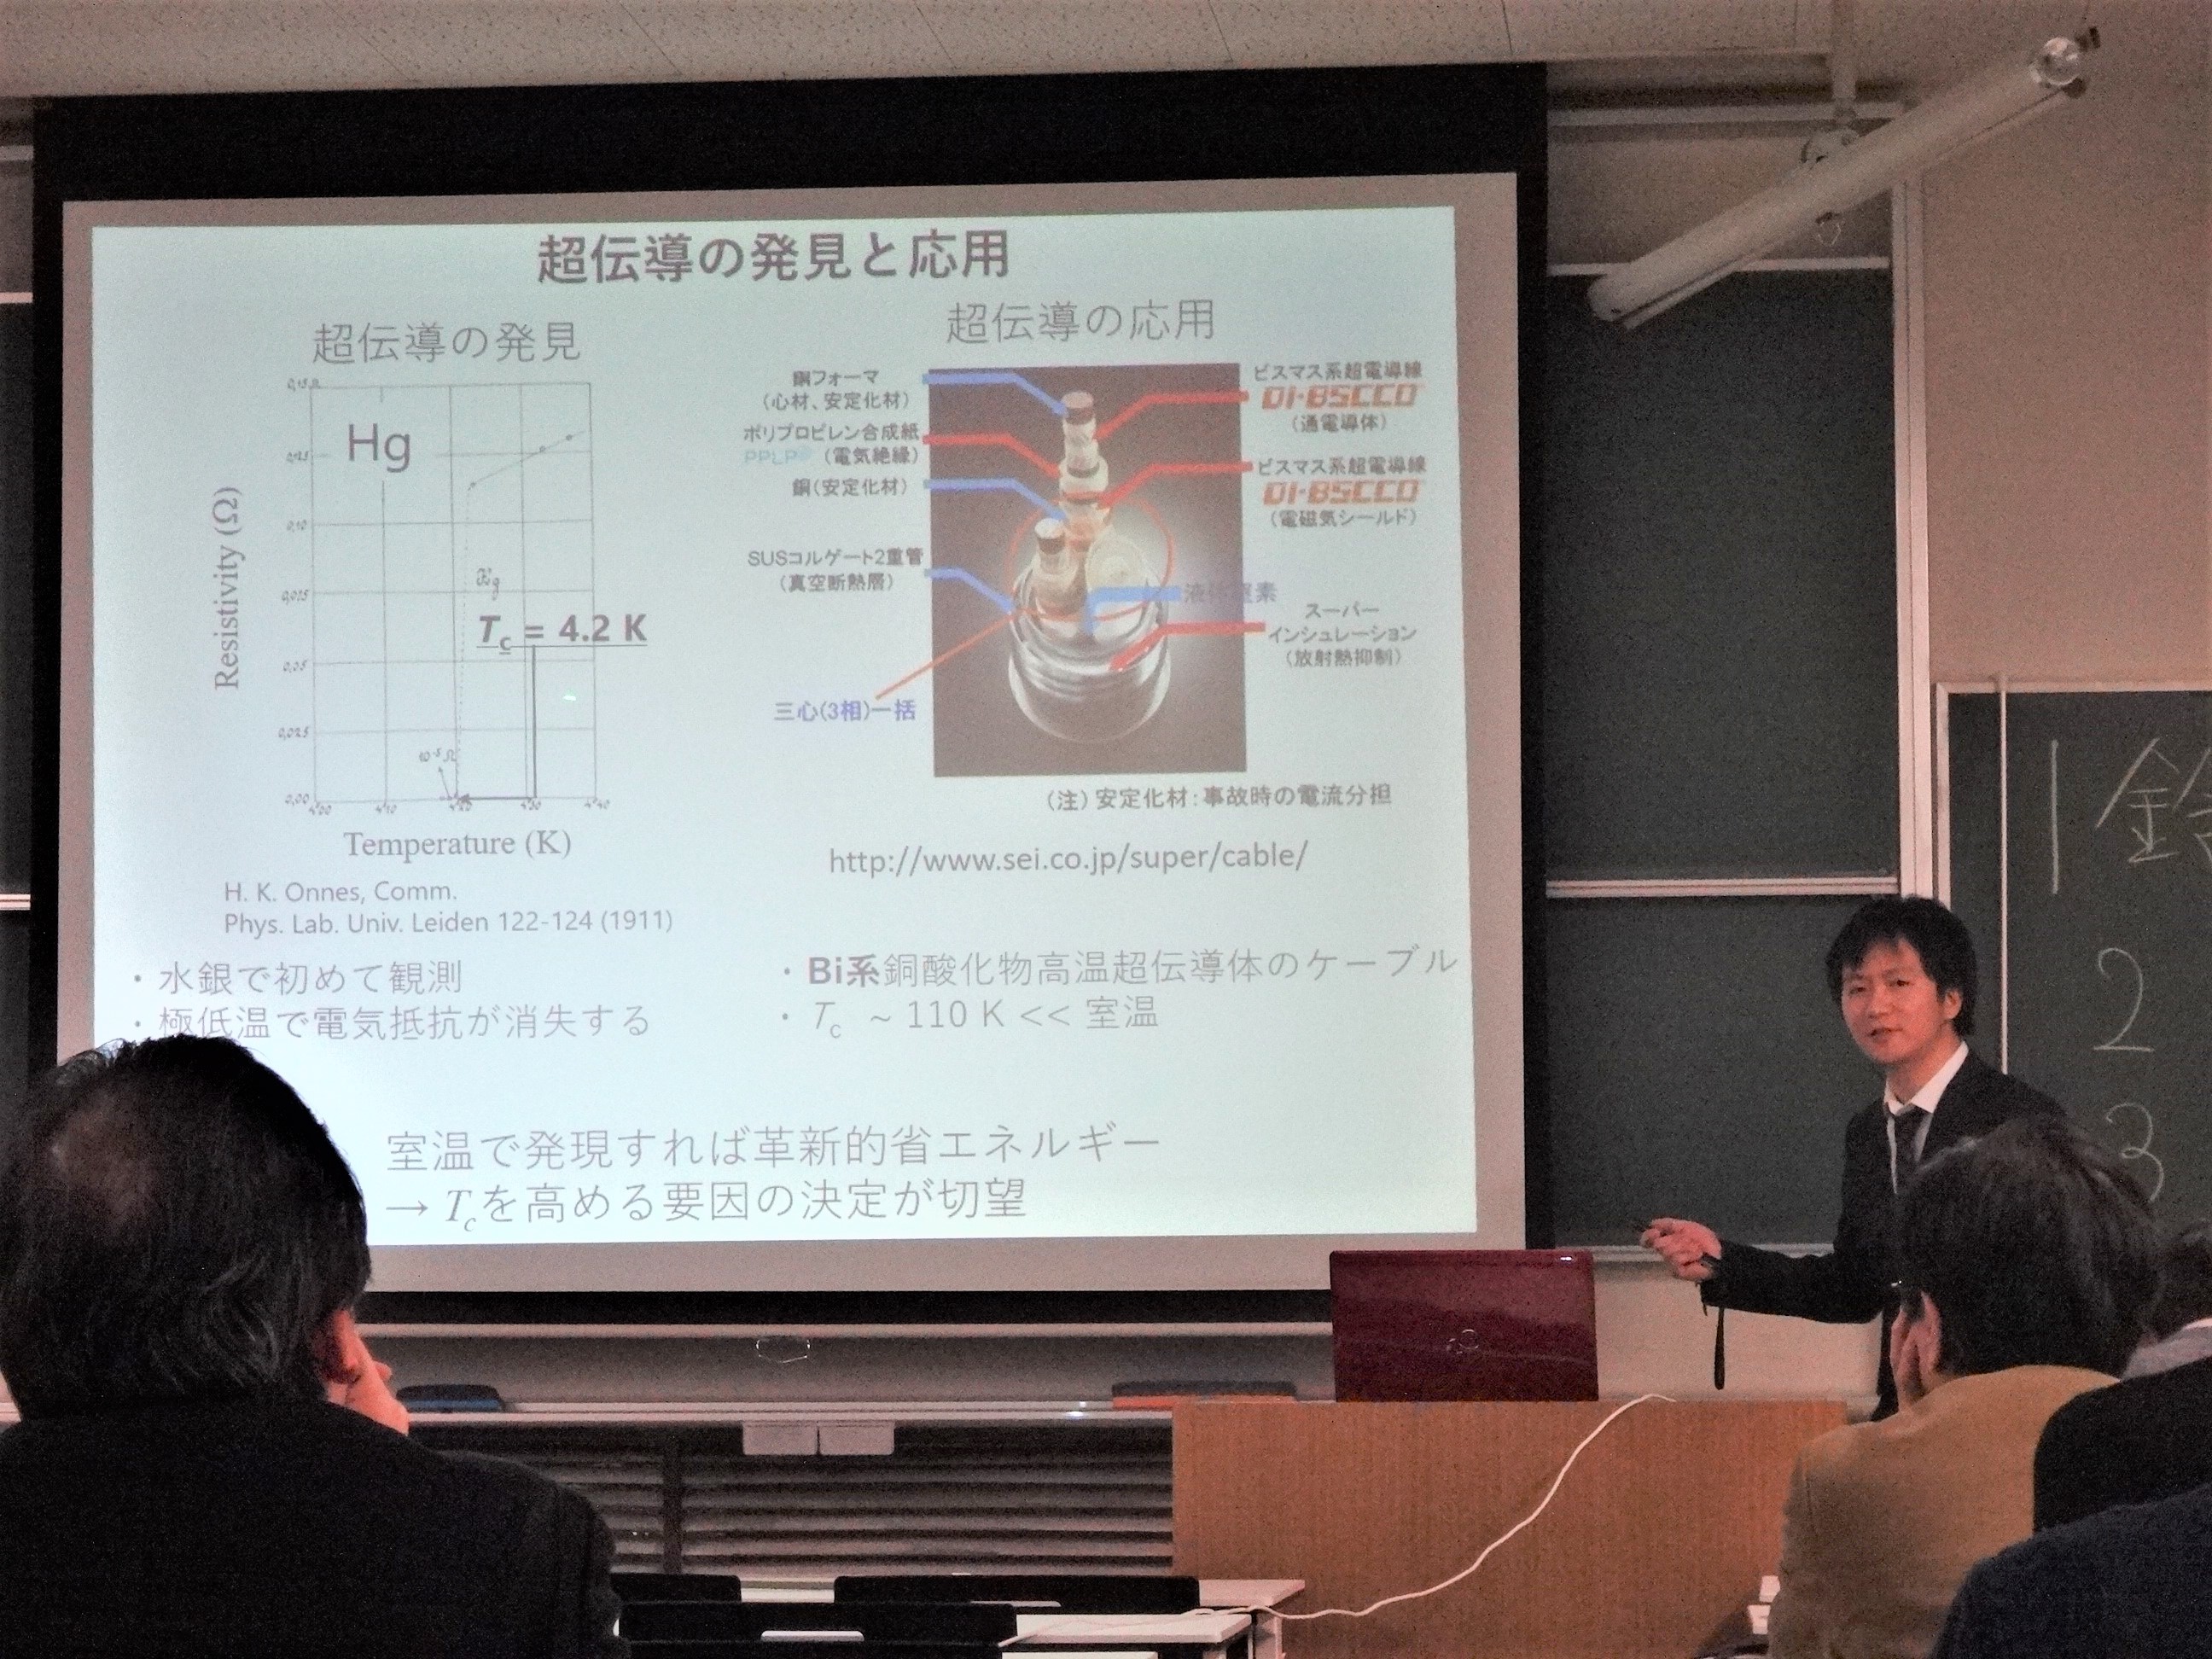 超伝導の発見と応用
超伝導の発見
0,10
0,05
0,025
0,00
4°00
4°10
4°20
4°30
4°40
Hg
Resistivity (Ω)
Hg
Tc = 4.2 K
10⁻⁵ Ω
Temperature (K)
H. K. Onnes, Comm.
Phys. Lab. Univ. Leiden 122-124 (1911)
・水銀で初めて観測
・極低温で電気抵抗が消失する
超伝導の応用
銅フォーマ
（心材、安定化材）
ポリプロピレン合成紙
PPLP® （電気絶縁）
銅（安定化材）
SUSコルゲート2重管
（真空断熱層）
三心(3相)一括
ビスマス系超電導線
DI-BSCCO
（通電導体）
ビスマス系超電導線
DI-BSCCO
（電磁気シールド）
液体窒素
スーパー
インシュレーション
（放射熱抑制）
（注）安定化材：事故時の電流分担
http://www.sei.co.jp/super/cable/
・Bi系銅酸化物高温超伝導体のケーブル
・Tc ~ 110 K << 室温
室温で発現すれば革新的省エネルギー
→ Tcを高める要因の決定が切望
1
2
3